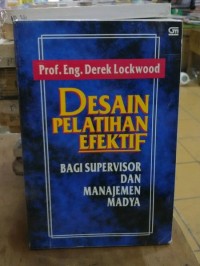 Prof. Eng. Derek Lockwood
DESAIN
PELATIHAN
EFEKTIF
BAGI SUPERVISOR
DAN
MANAJEMEN
MADYA